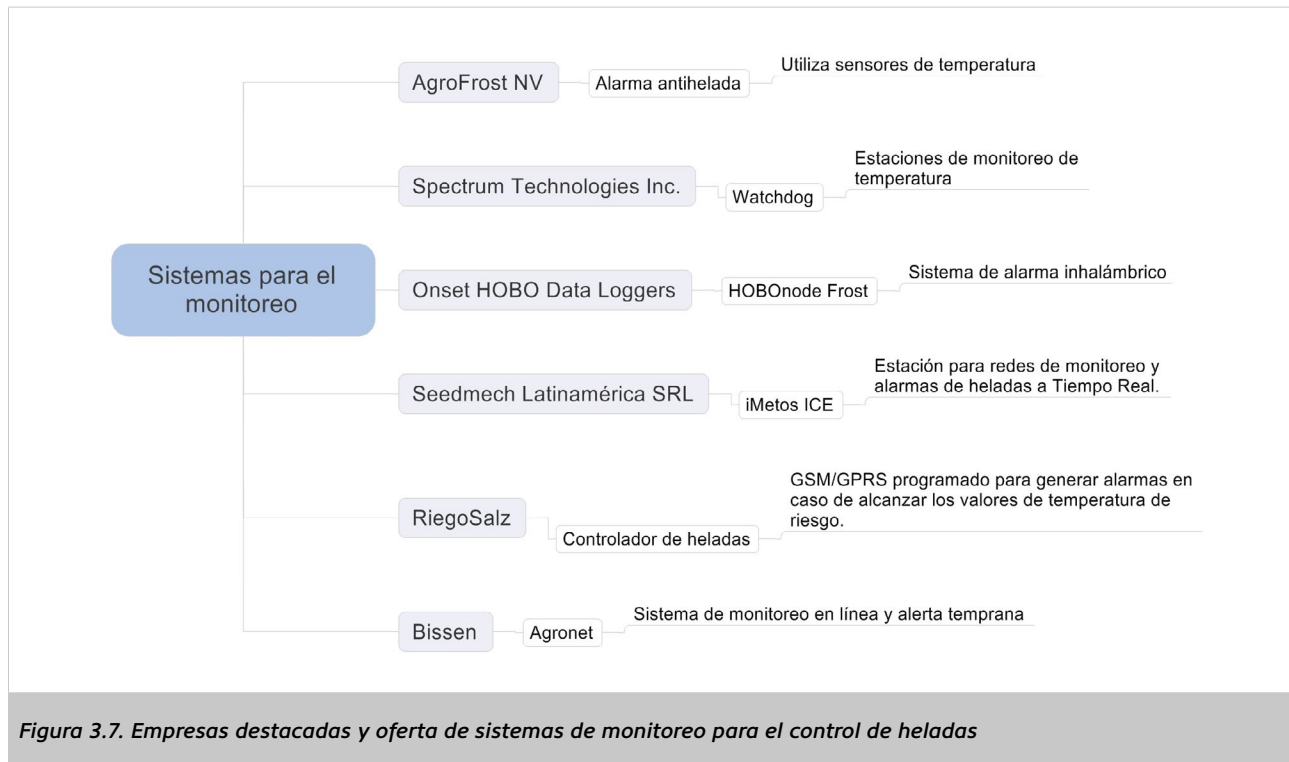 Sistemas para el
monitoreo
AgroFrost NV
Alarma antihelada
Utiliza sensores de temperatura
Spectrum Technologies Inc.
Watchdog
Estaciones de monitoreo de
temperatura
Onset HOBO Data Loggers
HOBOnode Frost
Sistema de alarma inhalámbrico
Seedmech Latinamérica SRL
iMetos ICE
Estación para redes de monitoreo y
alarmas de heladas a Tiempo Real.
RiegoSalz
Controlador de heladas
GSM/GPRS programado para generar alarmas en
caso de alcanzar los valores de temperatura de
riesgo.
Bissen
Agronet
Sistema de monitoreo en línea y alerta temprana
Figura 3.7. Empresas destacadas y oferta de sistemas de monitoreo para el control de heladas